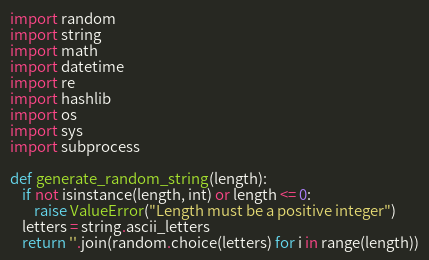 import random
import string
import math
import datetime
import re
import hashlib
import os
import sys
import subprocess

def generate_random_string(length):
    if not isinstance(length, int) or length <= 0:
        raise ValueError("Length must be a positive integer")
    letters = string.ascii_letters
    return ''.join(random.choice(letters) for i in range(length))